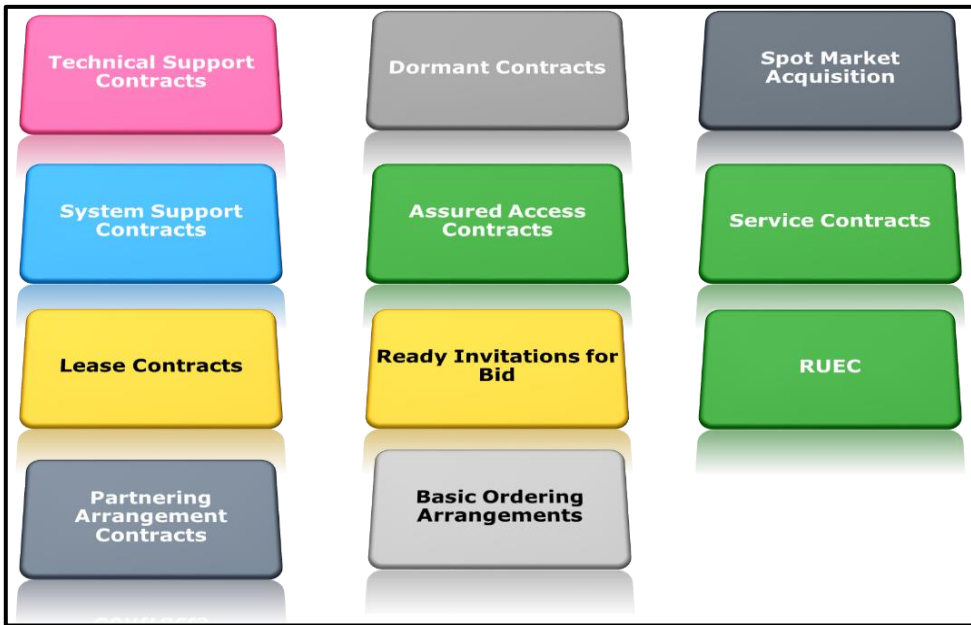 Technical Support
Contracts
Dormant Contracts
Spot Market
Acquisition
System Support
Contracts
Assured Access
Contracts
Service Contracts
Lease Contracts
Ready Invitations for
Bid
RUEC
Partnering
Arrangement
Contracts
Basic Ordering
Arrangements